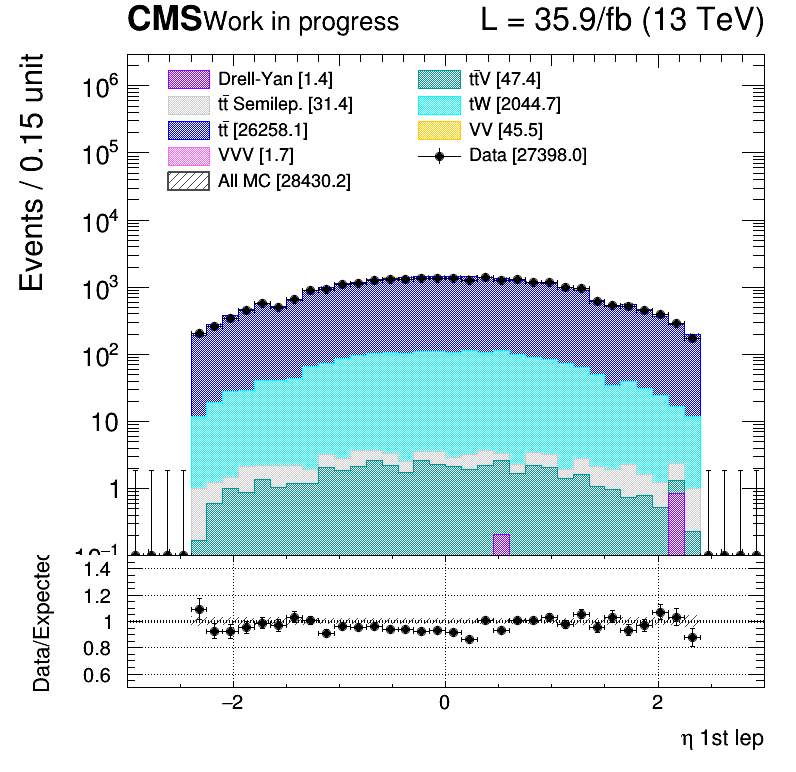 CMS Work in progress L = 35.9/fb (13 TeV)
Events / 0.15 unit
10⁶
10⁵
10⁴
10³
10²
10
1
10⁻¹
Drell-Yan [1.4]
tt̄ Semilep. [31.4]
tt̄ [26258.1]
VVV [1.7]
All MC [28430.2]
tt̄V [47.4]
tW [2044.7]
VV [45.5]
Data [27398.0]
Data/Expected
1.4
1.2
1
0.8
0.6
−2 0 2
η 1st lep